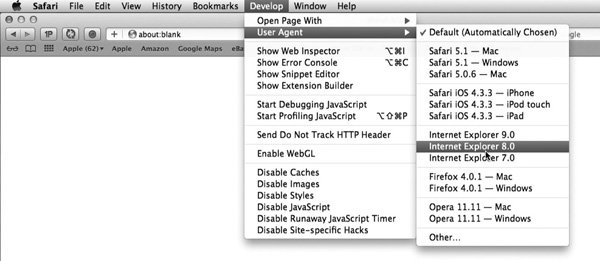 Safari File Edit View History Bookmarks Develop Window Help
about:blank
Apple (62) Amazon Google Maps eBa
Open Page With
User Agent
Show Web Inspector ⌥⌘I
Show Error Console ⌥⌘C
Show Snippet Editor
Show Extension Builder
Start Debugging JavaScript
Start Profiling JavaScript ⌥⇧⌘P
Send Do Not Track HTTP Header
Enable WebGL
Disable Caches
Disable Images
Disable Styles
Disable JavaScript
Disable Runaway JavaScript Timer
Disable Site-specific Hacks
✓ Default (Automatically Chosen)
Safari 5.1 — Mac
Safari 5.1 — Windows
Safari 5.0.6 — Mac
Safari iOS 4.3.3 — iPhone
Safari iOS 4.3.3 — iPod touch
Safari iOS 4.3.3 — iPad
Internet Explorer 9.0
Internet Explorer 8.0
Internet Explorer 7.0
Firefox 4.0.1 — Mac
Firefox 4.0.1 — Windows
Opera 11.11 — Mac
Opera 11.11 — Windows
Other...
ogle